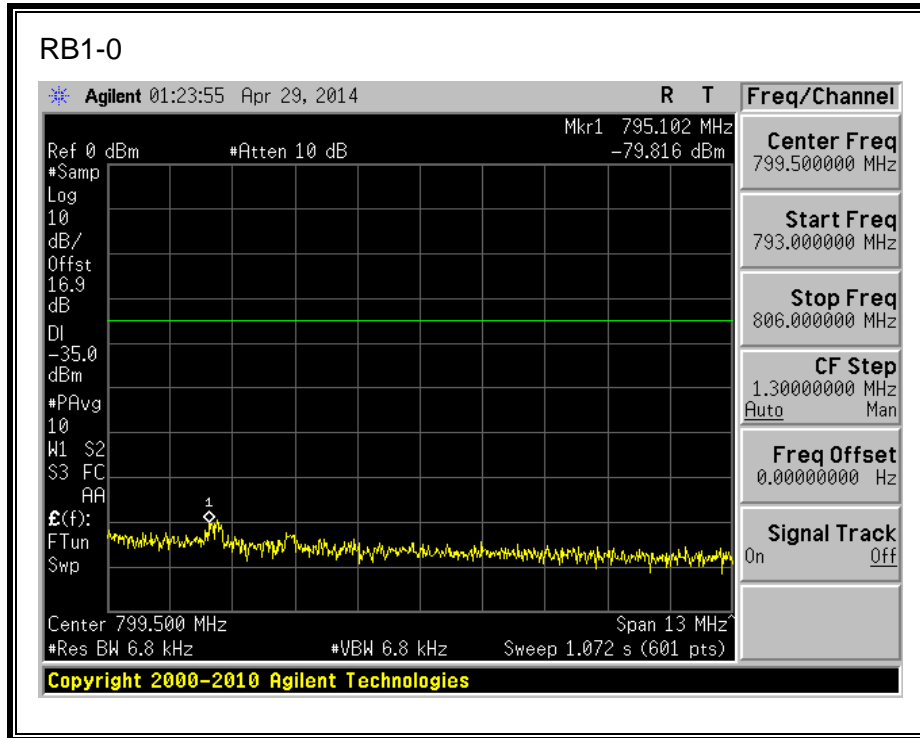 RB1-0
Agilent 01:23:55 Apr 29, 2014 R T
Mkr1 795.102 MHz
Ref 0 dBm #Atten 10 dB -79.816 dBm
#Samp
Log
10
dB/
Offst
16.9
dB
DI
-35.0
dBm
#PAvg
10
W1 S2
S3 FC
AA
£(f):
FTun
Swp
1
Center 799.500 MHz Span 13 MHz^
#Res BW 6.8 kHz #VBW 6.8 kHz Sweep 1.072 s (601 pts)
Copyright 2000-2010 Agilent Technologies
Freq/Channel
Center Freq
799.500000 MHz
Start Freq
793.000000 MHz
Stop Freq
806.000000 MHz
CF Step
1.30000000 MHz
Auto Man
Freq Offset
0.00000000 Hz
Signal Track
On Off